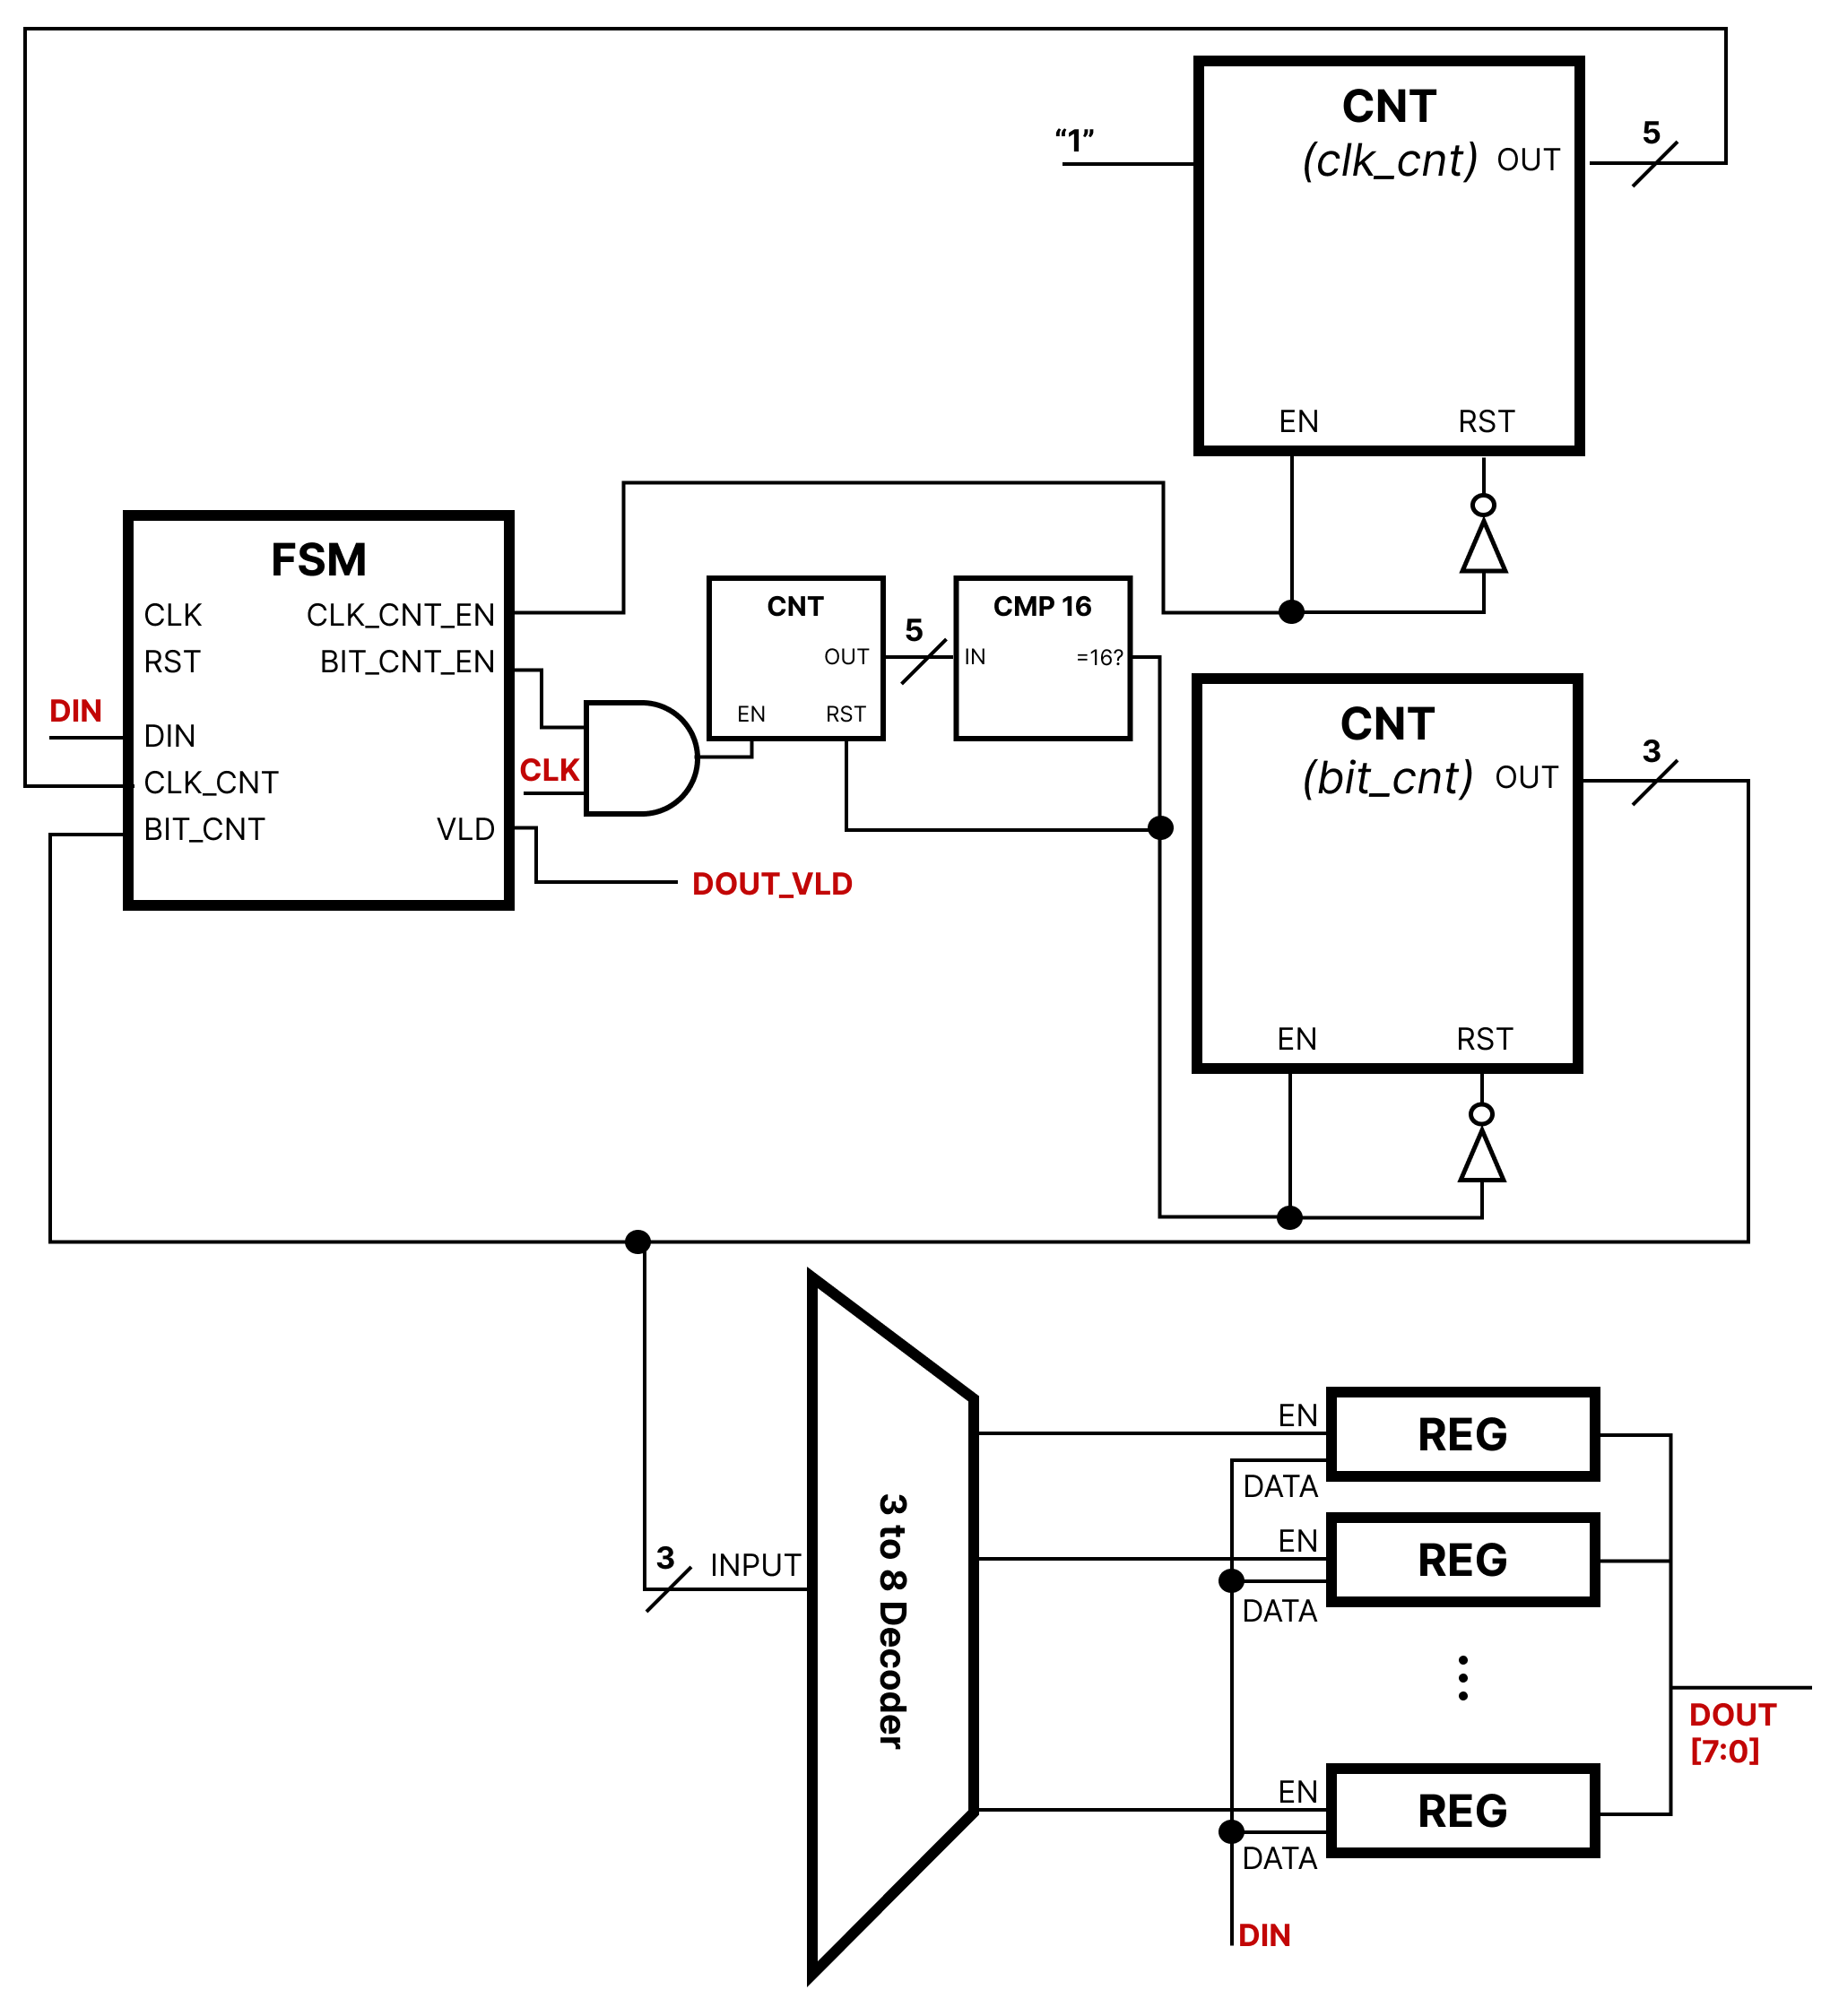 CNT
(clk_cnt)
OUT
5
“1”
EN
RST
FSM
CLK
CLK_CNT_EN
RST
BIT_CNT_EN
DIN
DIN
CLK_CNT
BIT_CNT
VLD
CLK
DOUT_VLD
CNT
OUT
EN
RST
5
CMP 16
IN
=16?
CNT
(bit_cnt)
OUT
3
EN
RST
3
INPUT
3 to 8 Decoder
EN
REG
DATA
EN
REG
DATA
DOUT
[7:0]
EN
REG
DATA
DIN